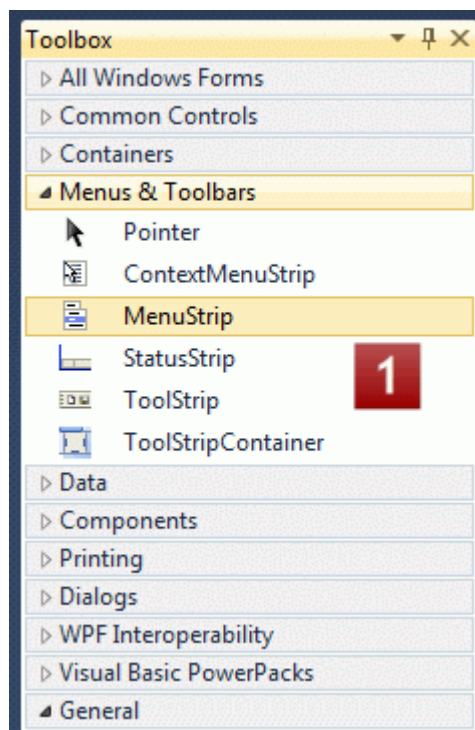 Toolbox
All Windows Forms
Common Controls
Containers
Menus & Toolbars
Pointer
ContextMenuStrip
MenuStrip
StatusStrip
1
ToolStrip
ToolStripContainer
Data
Components
Printing
Dialogs
WPF Interoperability
Visual Basic PowerPacks
General